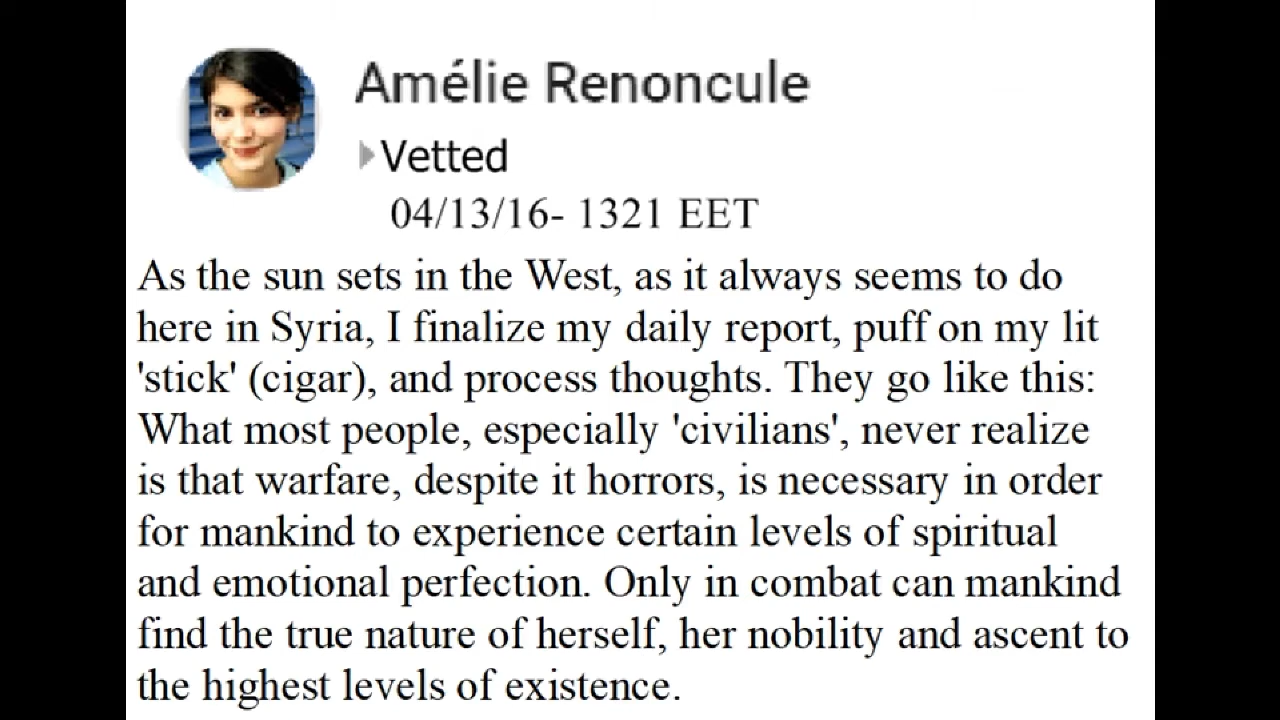 Amélie Renoncule
Vetted
04/13/16- 1321 EET
As the sun sets in the West, as it always seems to do
here in Syria, I finalize my daily report, puff on my lit
'stick' (cigar), and process thoughts. They go like this:
What most people, especially 'civilians', never realize
is that warfare, despite it horrors, is necessary in order
for mankind to experience certain levels of spiritual
and emotional perfection. Only in combat can mankind
find the true nature of herself, her nobility and ascent to
the highest levels of existence.